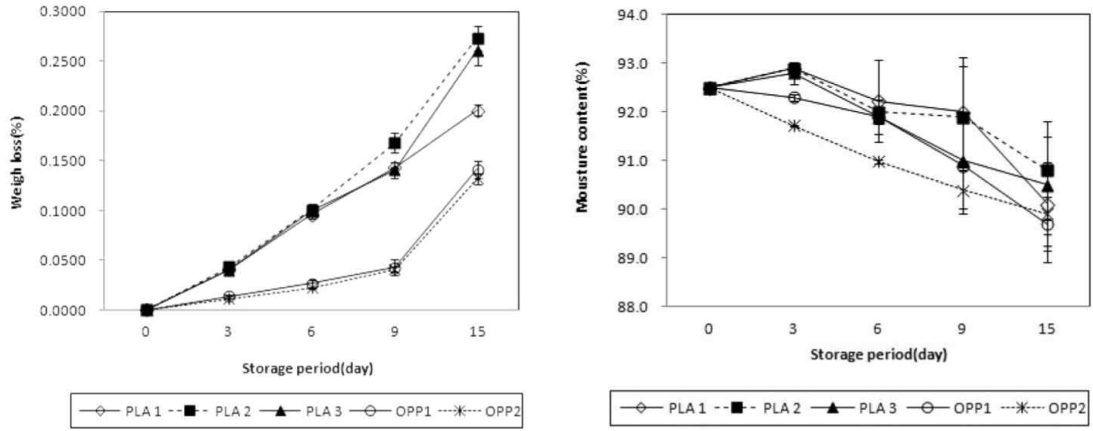 Weigh loss(%)
0.3000
0.2500
0.2000
0.1500
0.1000
0.0500
0.0000
0 3 6 9 15
Storage period(day)
PLA 1 PLA 2 PLA 3 OPP1 OPP2
Mousture content(%)
94.0
93.0
92.0
91.0
90.0
89.0
88.0
0 3 6 9 15
Storage period(day)
PLA 1 PLA 2 PLA 3 OPP1 OPP2